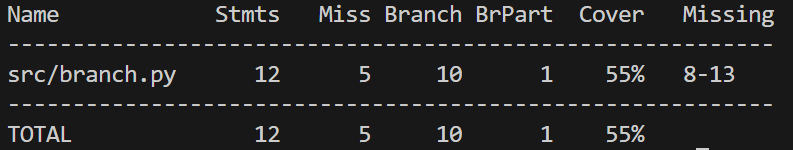 Name Stmts Miss Branch BrPart Cover Missing
-----------------------------------------------------------
src/branch.py 12 5 10 1 55% 8-13
-----------------------------------------------------------
TOTAL 12 5 10 1 55%